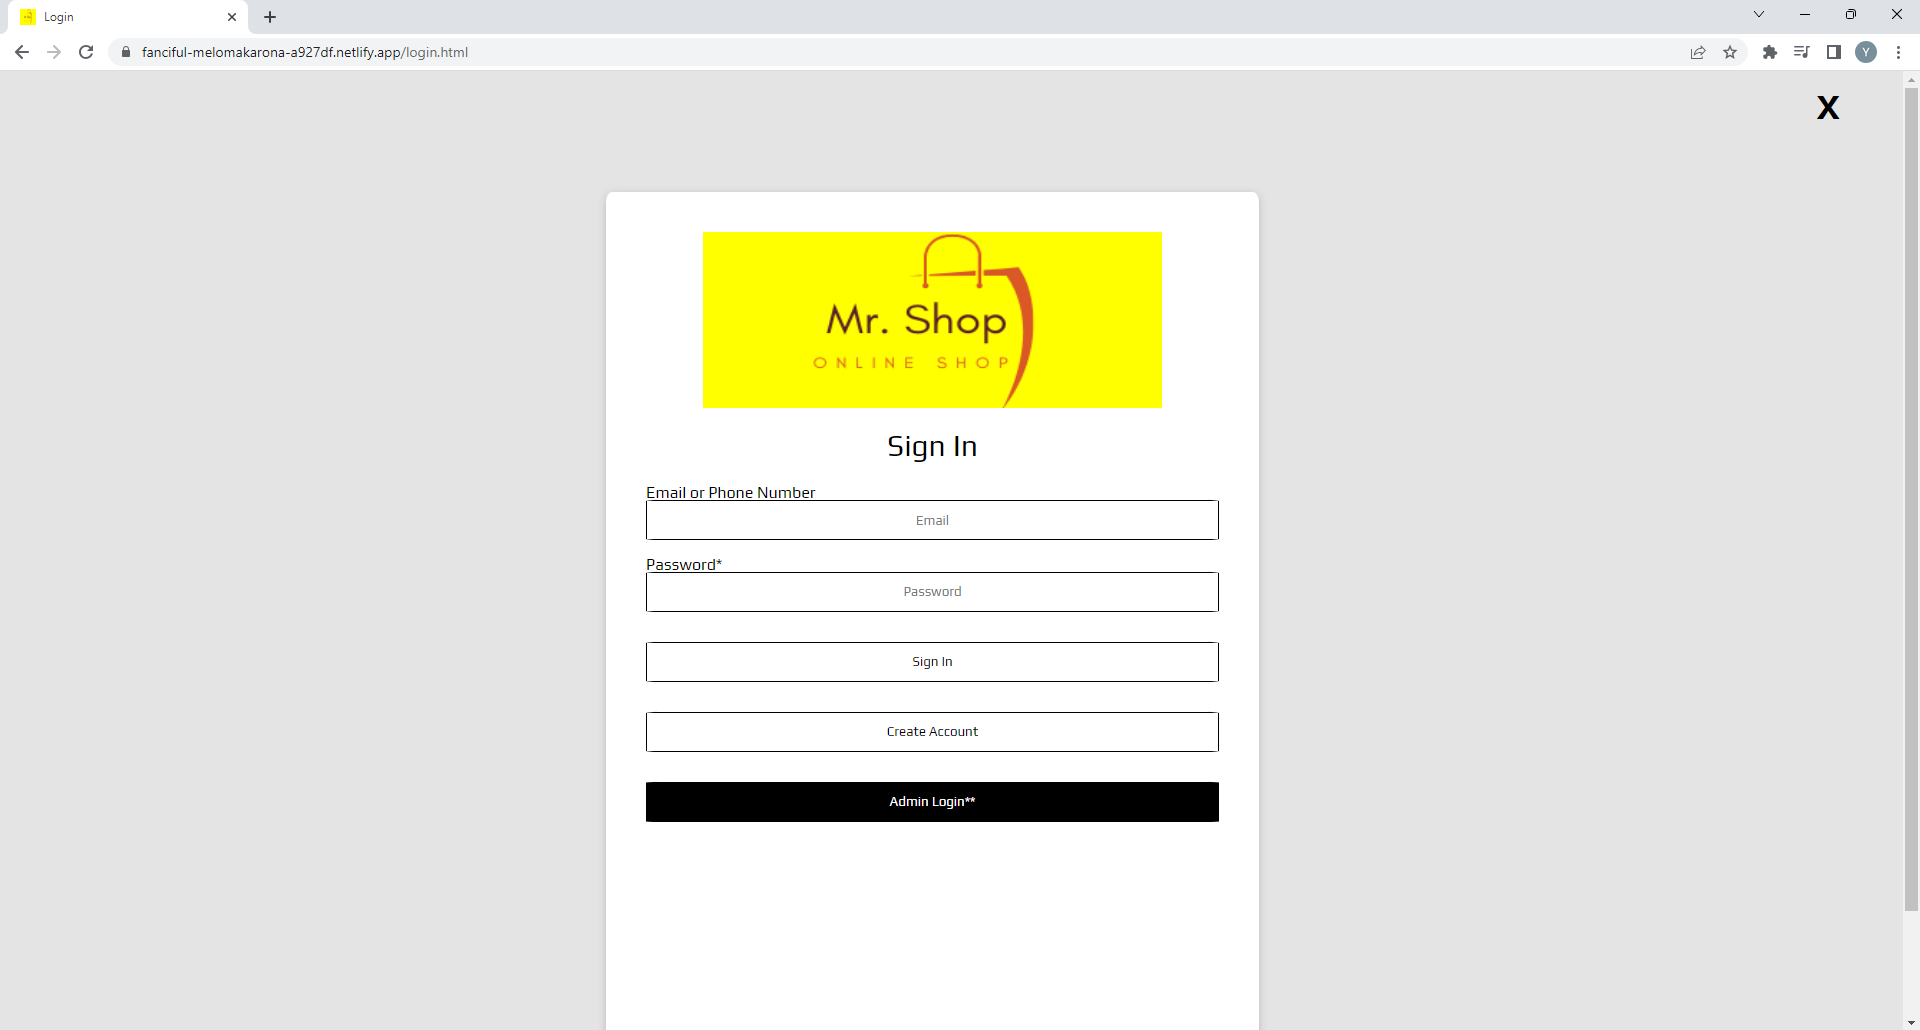 Login
fanciful-melomakarona-a927df.netlify.app/login.html
Y
X
Mr. Shop
ONLINE SHOP
Sign In
Email or Phone Number
Email
Password*
Password
Sign In
Create Account
Admin Login**